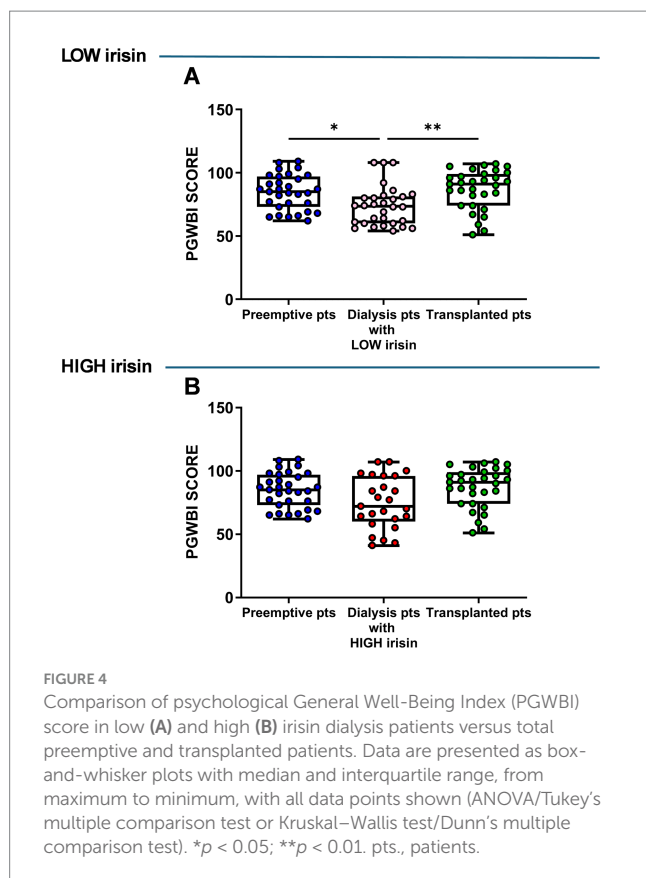 LOW irisin
A
* **
150
100
50
0
PGWBI SCORE
Preemptive pts
Dialysis pts
with
LOW irisin
Transplanted pts
HIGH irisin
B
150
100
50
0
PGWBI SCORE
Preemptive pts
Dialysis pts
with
HIGH irisin
Transplanted pts
FIGURE 4
Comparison of psychological General Well-Being Index (PGWBI)
score in low (A) and high (B) irisin dialysis patients versus total
preemptive and transplanted patients. Data are presented as box-
and-whisker plots with median and interquartile range, from
maximum to minimum, with all data points shown (ANOVA/Tukey’s
multiple comparison test or Kruskal–Wallis test/Dunn’s multiple
comparison test). *p < 0.05; **p < 0.01. pts., patients.